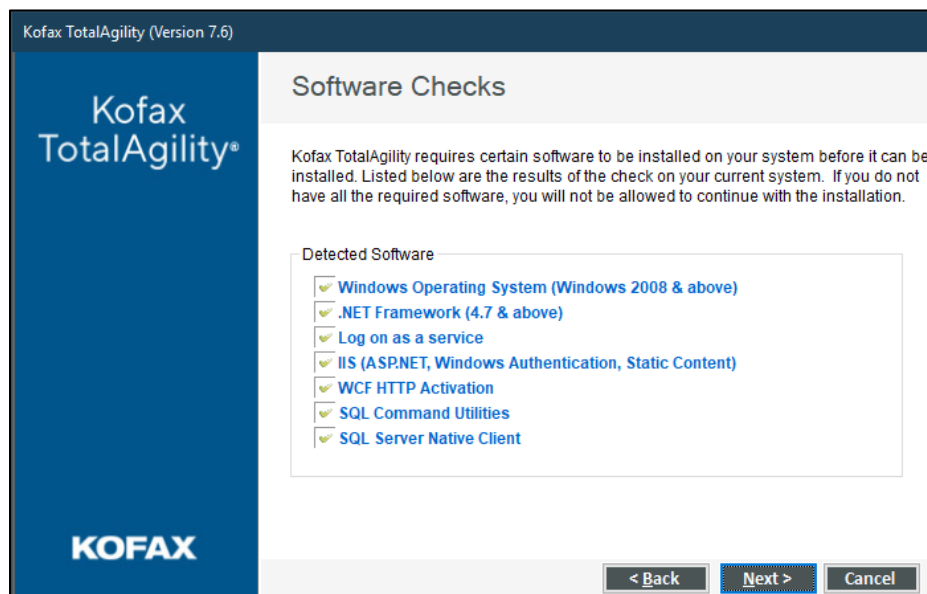 Kofax TotalAgility (Version 7.6)
Kofax
TotalAgility®
Software Checks
Kofax TotalAgility requires certain software to be installed on your system before it can be
installed. Listed below are the results of the check on your current system. If you do not
have all the required software, you will not be allowed to continue with the installation.
Detected Software
Windows Operating System (Windows 2008 & above)
.NET Framework (4.7 & above)
Log on as a service
IIS (ASP.NET, Windows Authentication, Static Content)
WCF HTTP Activation
SQL Command Utilities
SQL Server Native Client
KOFAX
< Back
Next >
Cancel